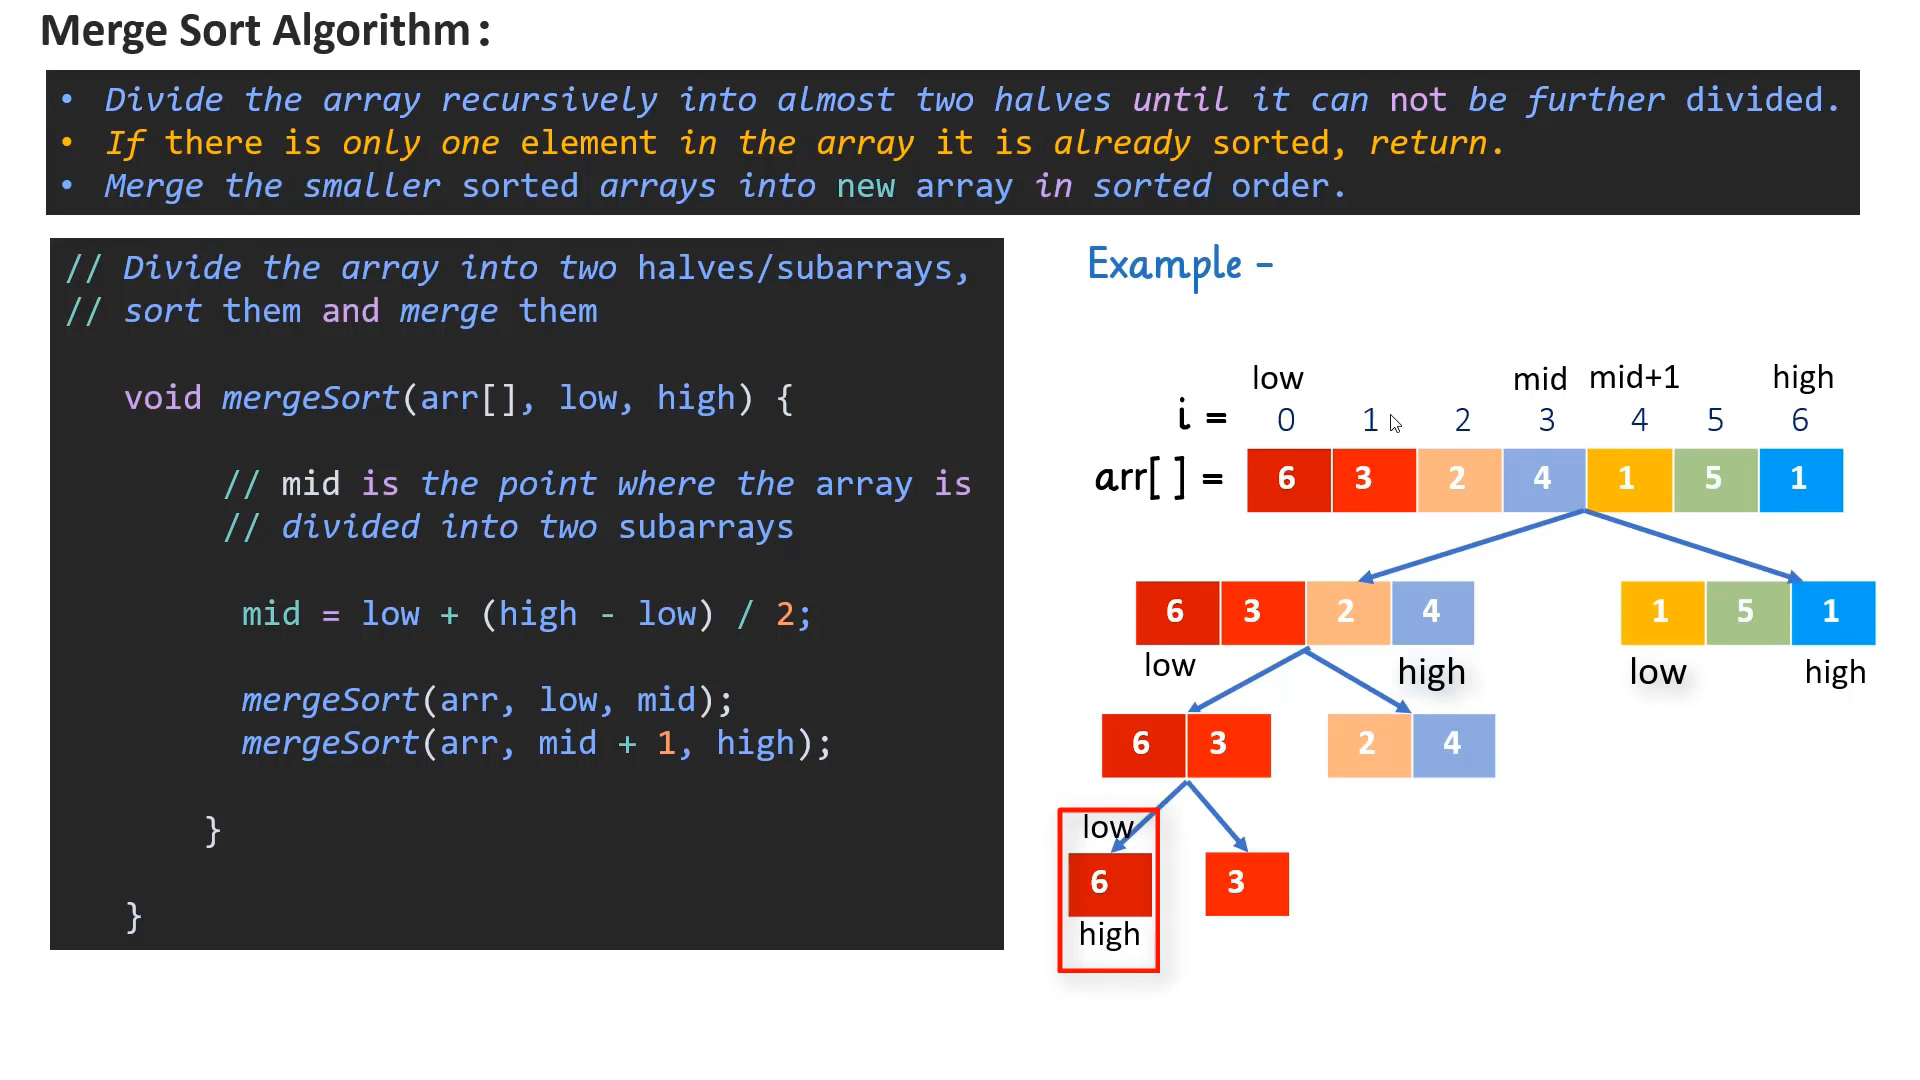 Merge Sort Algorithm:
• Divide the array recursively into almost two halves until it can not be further divided.
• If there is only one element in the array it is already sorted, return.
• Merge the smaller sorted arrays into new array in sorted order.
// Divide the array into two halves/subarrays,
// sort them and merge them
void mergeSort(arr[], low, high) {
// mid is the point where the array is
// divided into two subarrays
mid = low + (high - low) / 2;
mergeSort(arr, low, mid);
mergeSort(arr, mid + 1, high);
}
}
Example -
low mid mid+1 high
i = 0 1 2 3 4 5 6
arr[ ] = 6 3 2 4 1 5 1
6 3 2 4 1 5 1
low high low high
6 3 2 4
low
6 3
high